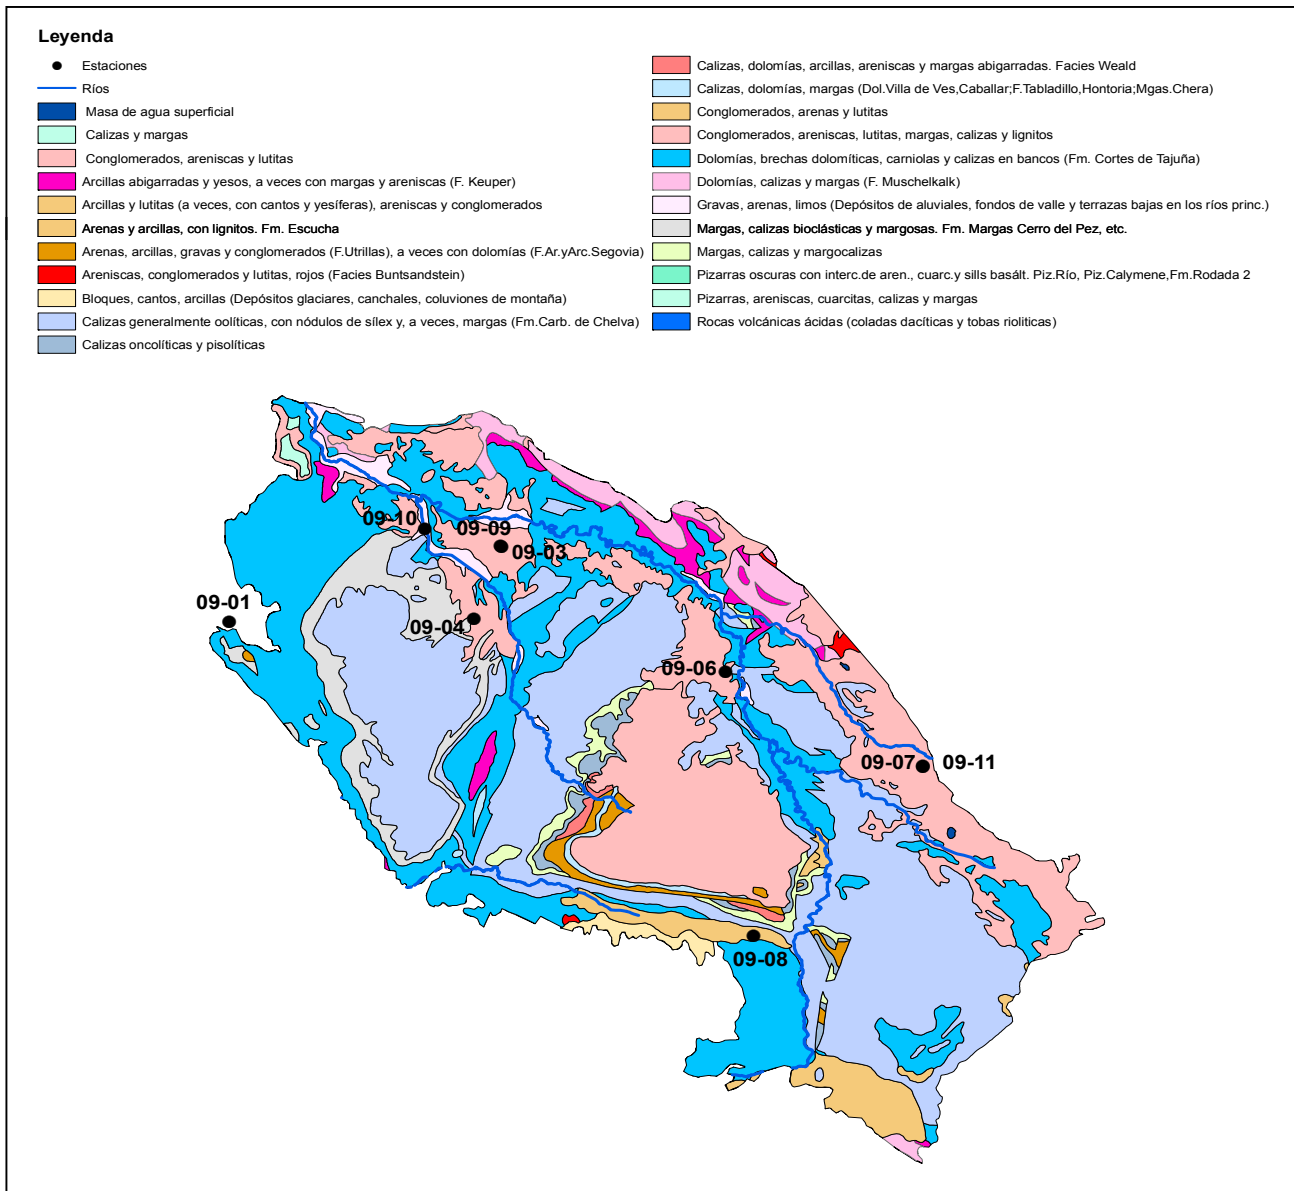 Leyenda
Estaciones
Ríos
Masa de agua superficial
Calizas y margas
Conglomerados, areniscas y lutitas
Arcillas abigarradas y yesos, a veces con margas y areniscas (F. Keuper)
Arcillas y lutitas (a veces, con cantos y yesíferas), areniscas y conglomerados
Arenas y arcillas, con lignitos. Fm. Escucha
Arenas, arcillas, gravas y conglomerados (F.Utrillas), a veces con dolomías (F.Ar.yArc.Segovia)
Areniscas, conglomerados y lutitas, rojos (Facies Buntsandstein)
Bloques, cantos, arcillas (Depósitos glaciares, canchales, coluviones de montaña)
Calizas generalmente oolíticas, con nódulos de sílex y, a veces, margas (Fm.Carb. de Chelva)
Calizas oncolíticas y pisolíticas
Calizas, dolomías, arcillas, areniscas y margas abigarradas. Facies Weald
Calizas, dolomías, margas (Dol.Villa de Ves,Caballar;F.Tabladillo,Hontoria;Mgas.Chera)
Conglomerados, arenas y lutitas
Conglomerados, areniscas, lutitas, margas, calizas y lignitos
Dolomías, brechas dolomíticas, carniolas y calizas en bancos (Fm. Cortes de Tajuña)
Dolomías, calizas y margas (F. Muschelkalk)
Gravas, arenas, limos (Depósitos de aluviales, fondos de valle y terrazas bajas en los ríos princ.)
Margas, calizas bioclásticas y margosas. Fm. Margas Cerro del Pez, etc.
Margas, calizas y margocalizas
Pizarras oscuras con interc.de aren., cuarc.y sills basált. Piz.Río, Piz.Calymene,Fm.Rodada 2
Pizarras, areniscas, cuarcitas, calizas y margas
Rocas volcánicas ácidas (coladas dacíticas y tobas rioliticas)
09-10
09-09
09-03
09-01
09-04
09-06
09-07
09-11
09-08